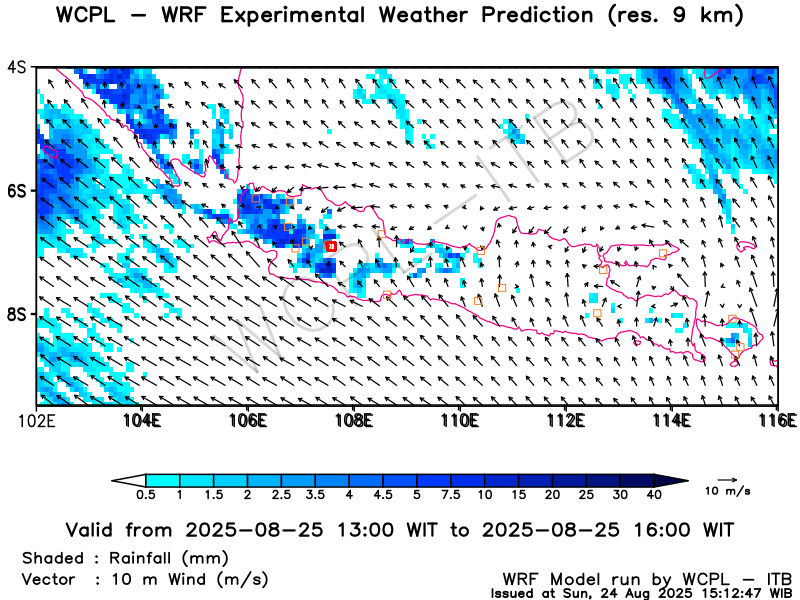 WCPL – WRF Experimental Weather Prediction (res. 9 km)
4S
6S
8S
WCPL–ITB
102E 104E 106E 108E 110E 112E 114E 116E
0.5 1 1.5 2 2.5 3.5 4 4.5 5 7.5 10 15 20 25 30 40
10 m/s
Valid from 2025–08–25 13:00 WIT to 2025–08–25 16:00 WIT
Shaded : Rainfall (mm)
Vector : 10 m Wind (m/s)
WRF Model run by WCPL – ITB
Issued at Sun, 24 Aug 2025 15:12:47 WIB